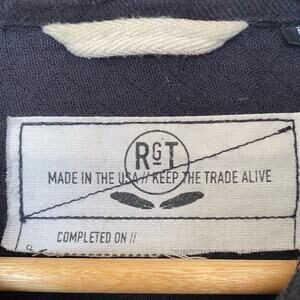 RGT
MADE IN THE USA // KEEP THE TRADE ALIVE
COMPLETED ON //